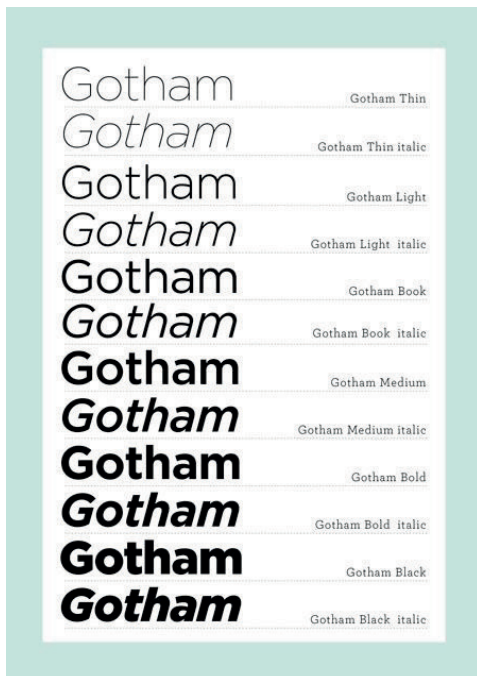 Gotham
Gotham Thin
Gotham
Gotham Thin italic
Gotham
Gotham Light
Gotham
Gotham Light italic
Gotham
Gotham Book
Gotham
Gotham Book italic
Gotham
Gotham Medium
Gotham
Gotham Medium italic
Gotham
Gotham Bold
Gotham
Gotham Bold italic
Gotham
Gotham Black
Gotham
Gotham Black italic